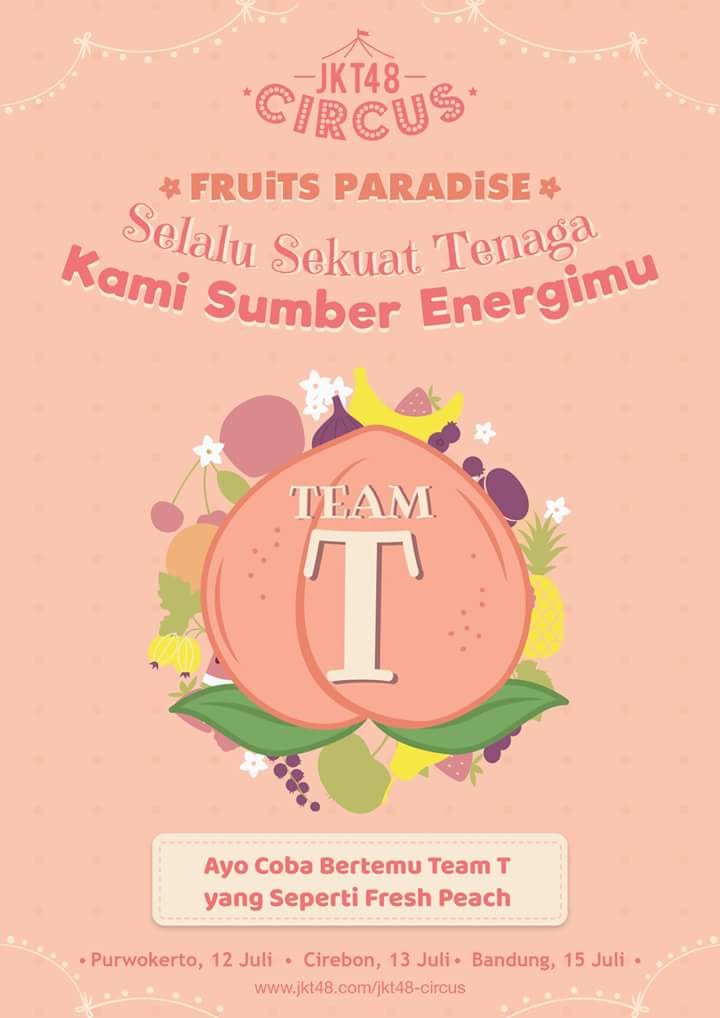 JKT48
CIRCUS
FRUiTS PARADiSE
Selalu Sekuat Tenaga
Kami Sumber Energimu
TEAM
T
Ayo Coba Bertemu Team T
yang Seperti Fresh Peach
• Purwokerto, 12 Juli • Cirebon, 13 Juli • Bandung, 15 Juli •
www.jkt48.com/jkt48-circus